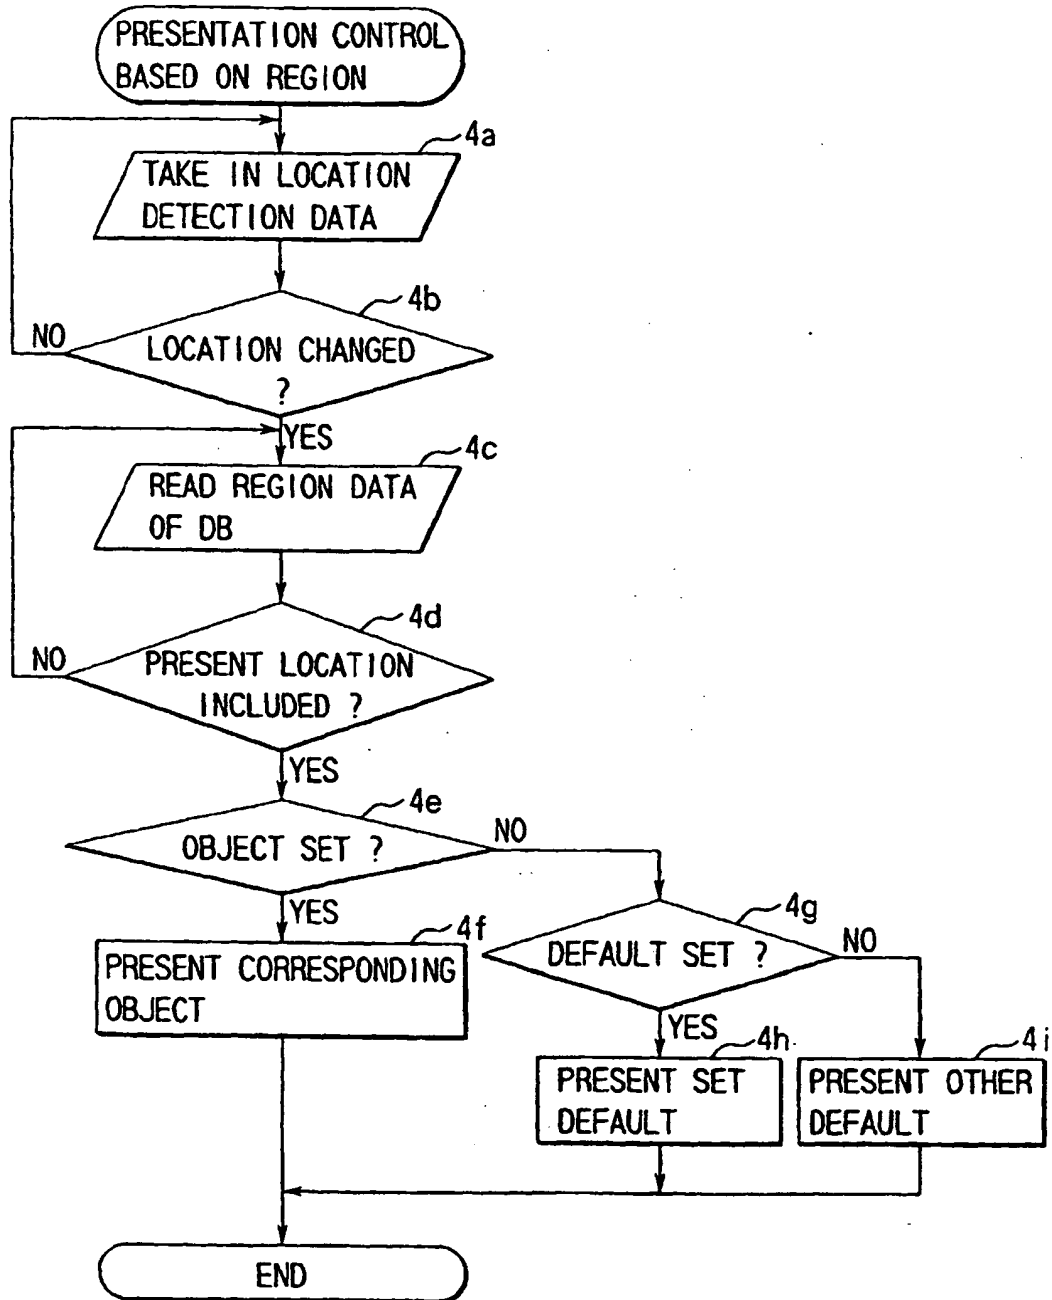 PRESENTATION CONTROL
BASED ON REGION
4a
TAKE IN LOCATION
DETECTION DATA
4b
NO
LOCATION CHANGED
?
YES
4c
READ REGION DATA
OF DB
4d
NO
PRESENT LOCATION
INCLUDED ?
YES
4e
OBJECT SET ?
NO
YES
4f
PRESENT CORRESPONDING
OBJECT
4g
DEFAULT SET ?
NO
YES
4h
PRESENT SET
DEFAULT
4i
PRESENT OTHER
DEFAULT
END